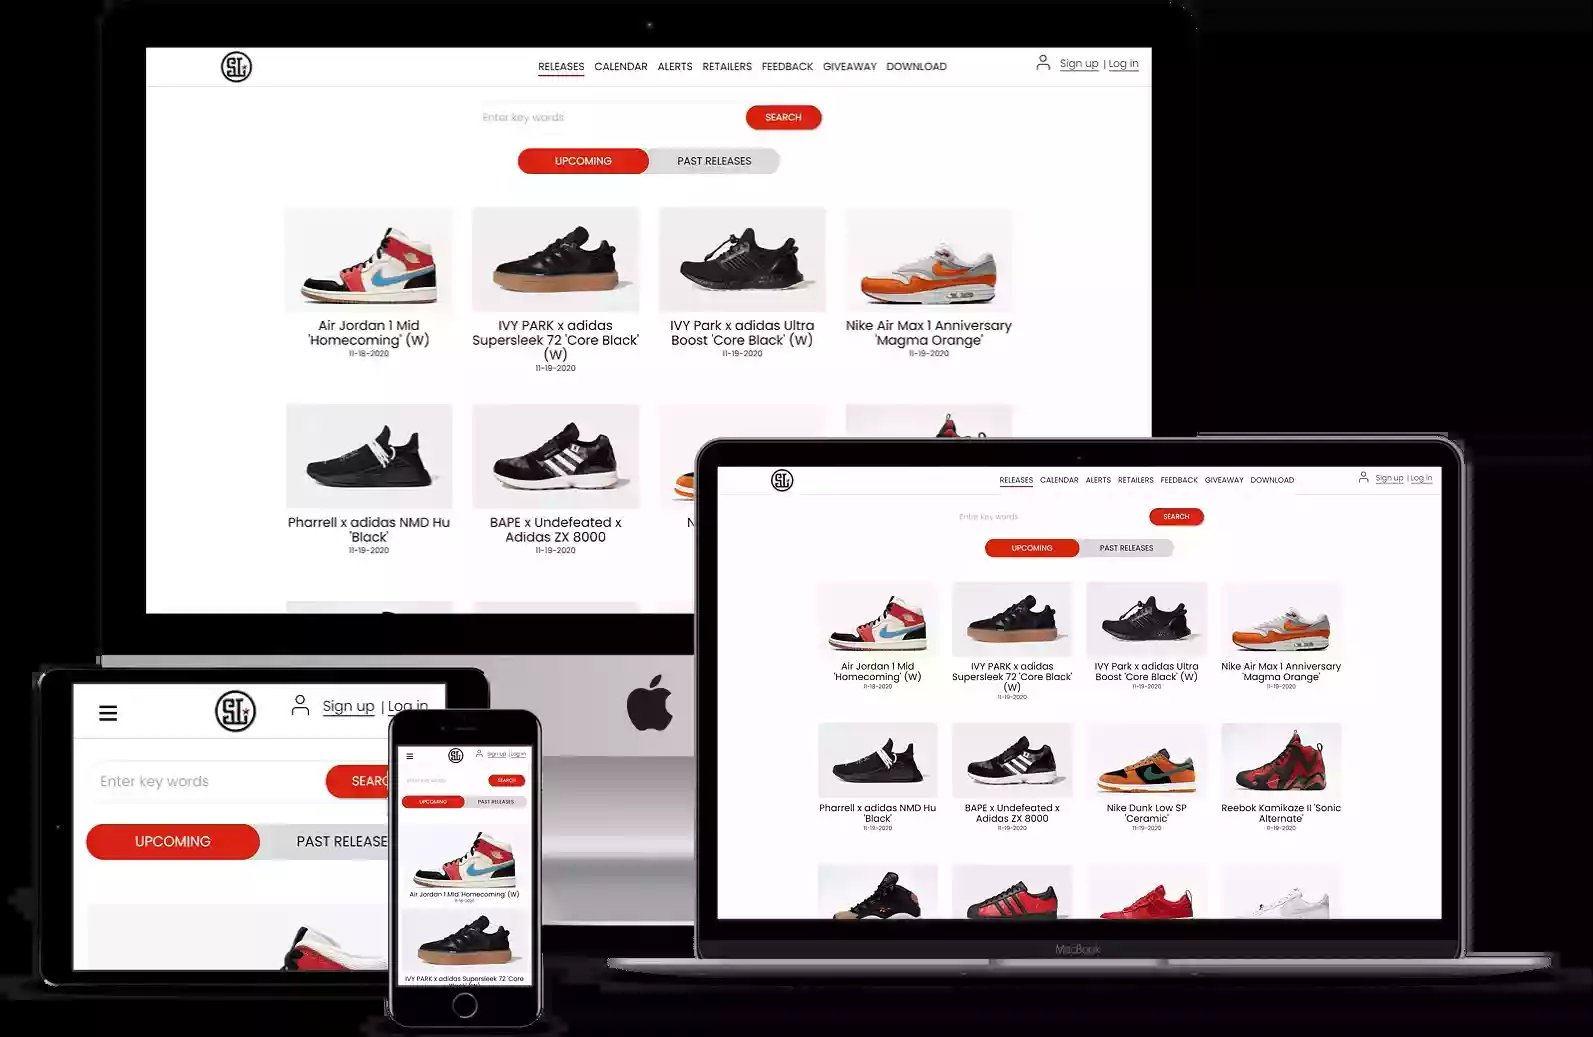 SL
RELEASES CALENDAR ALERTS RETAILERS FEEDBACK GIVEAWAY DOWNLOAD
Sign up | Log in
Enter key words
SEARCH
UPCOMING PAST RELEASES
Air Jordan 1 Mid
'Homecoming' (W)
11-18-2020
IVY PARK x adidas
Supersleek 72 'Core Black'
(W)
11-19-2020
IVY Park x adidas Ultra
Boost 'Core Black' (W)
11-19-2020
Nike Air Max 1 Anniversary
'Magma Orange'
11-19-2020
Pharrell x adidas NMD Hu
'Black'
11-19-2020
BAPE x Undefeated x
Adidas ZX 8000
11-19-2020
N
SL
RELEASES CALENDAR ALERTS RETAILERS FEEDBACK GIVEAWAY DOWNLOAD
Sign up | Log in
Enter key words
SEARCH
UPCOMING PAST RELEASES
Air Jordan 1 Mid
'Homecoming' (W)
11-18-2020
IVY PARK x adidas
Supersleek 72 'Core Black'
(W)
11-19-2020
IVY Park x adidas Ultra
Boost 'Core Black' (W)
11-19-2020
Nike Air Max 1 Anniversary
'Magma Orange'
11-19-2020
Pharrell x adidas NMD Hu
'Black'
11-19-2020
BAPE x Undefeated x
Adidas ZX 8000
11-19-2020
Nike Dunk Low SP
'Ceramic'
11-19-2020
Reebok Kamikaze II 'Sonic
Alternate'
11-19-2020
MacBook
SL
Sign up | Log in
Enter key words
SEARC
UPCOMING PAST RELEASE
SL
Sign up | Log in
Enter key words
SEARCH
UPCOMING PAST RELEASES
Air Jordan 1 Mid 'Homecoming' (W)
11-18-2020
IVY PARK x adidas Supersleek 72 'Core